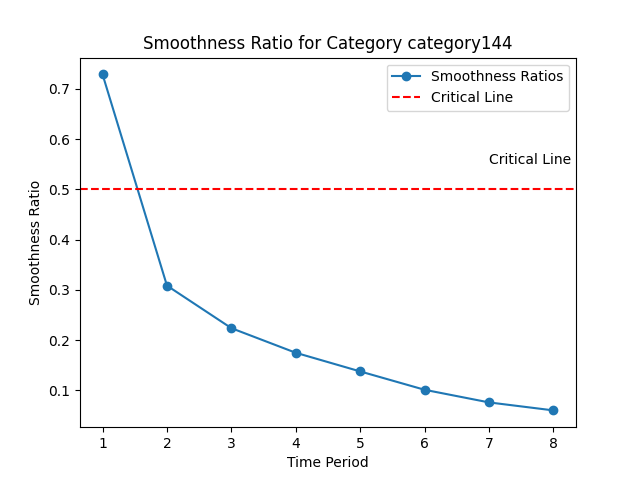 Smoothness Ratio for Category category144
Smoothness Ratios
Critical Line
Critical Line
Smoothness Ratio
0.7
0.6
0.5
0.4
0.3
0.2
0.1
1 2 3 4 5 6 7 8
Time Period